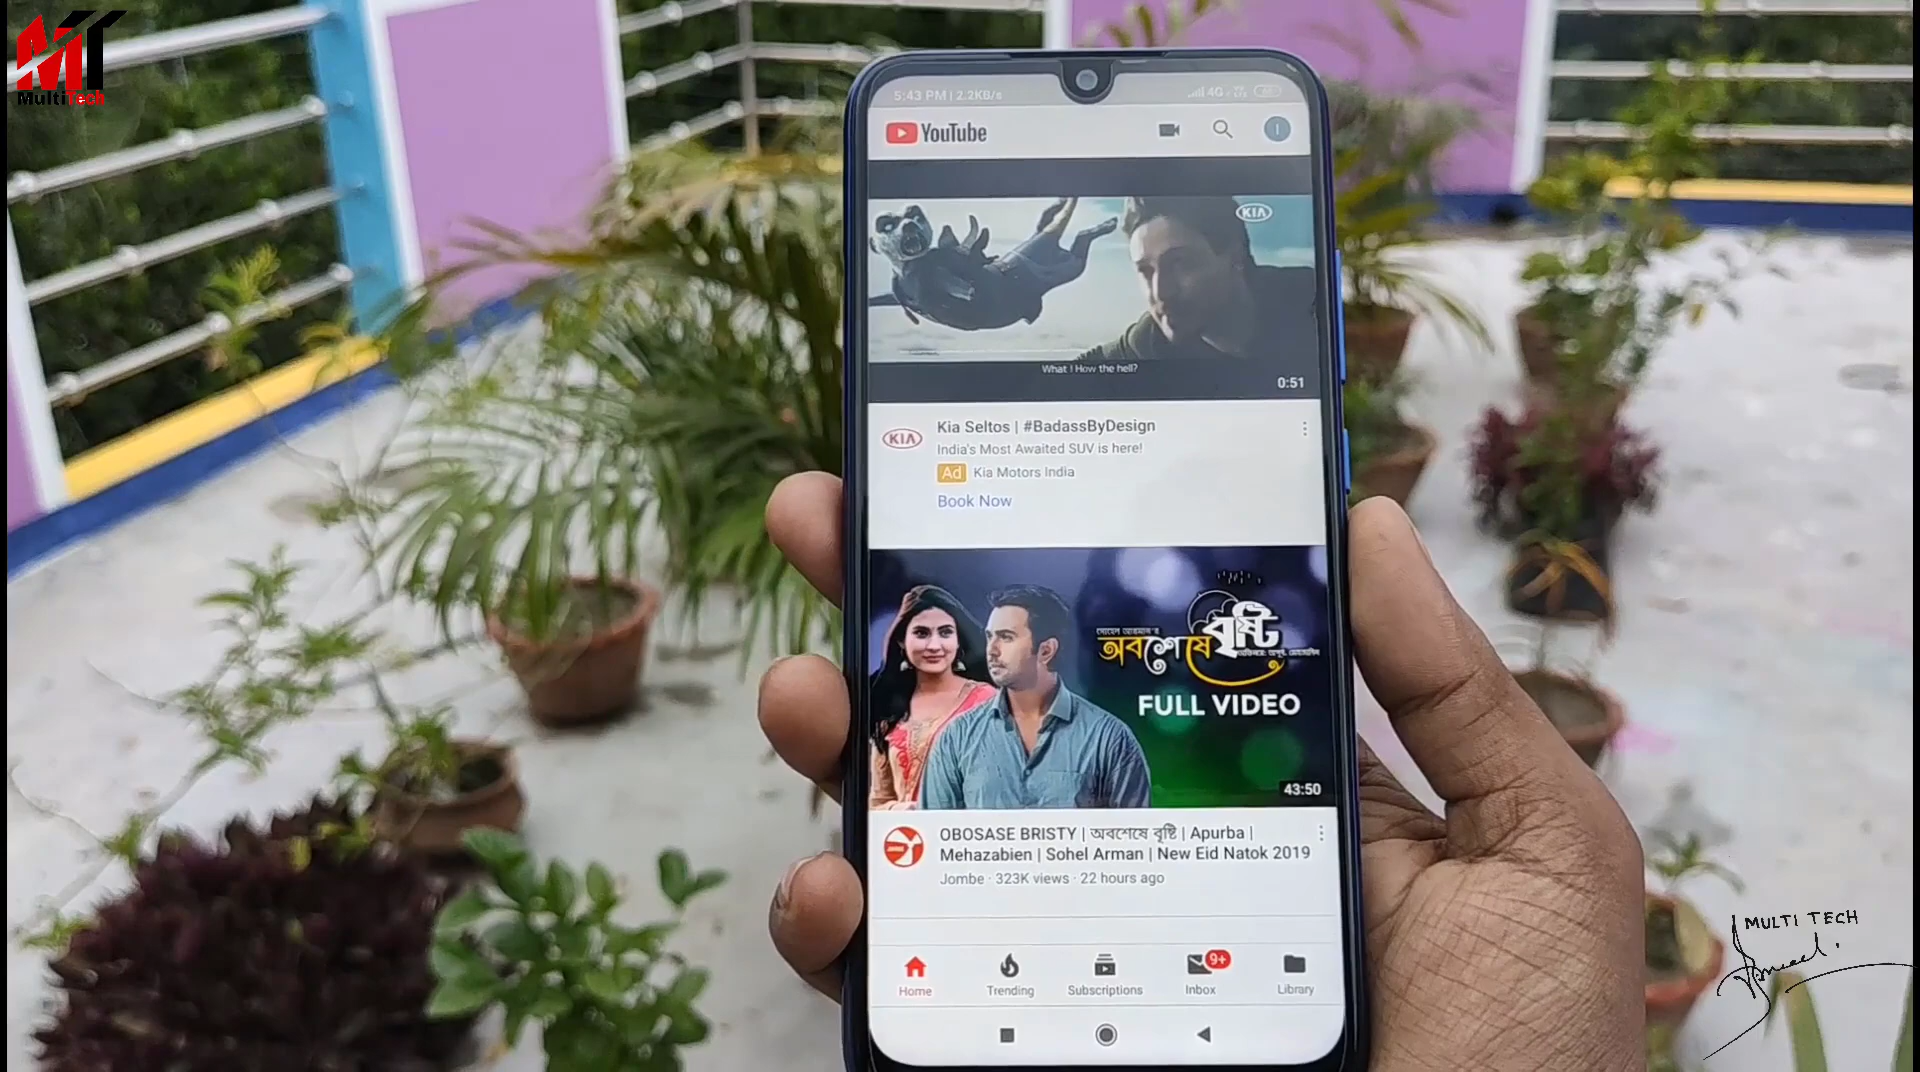 MT
MultiTech
5:43 PM | 2.2KB/s
4G
YouTube
I
KIA
What ! How the hell?
0:51
KIA
Kia Seltos | #BadassByDesign
India's Most Awaited SUV is here!
Ad Kia Motors India
Book Now
অবশেষে বৃষ্টি
FULL VIDEO
43:50
OBOSASE BRISTY | অবশেষে বৃষ্টি | Apurba |
Mehazabien | Sohel Arman | New Eid Natok 2019
Jombe · 323K views · 22 hours ago
9+
Home Trending Subscriptions Inbox Library
MULTI TECH